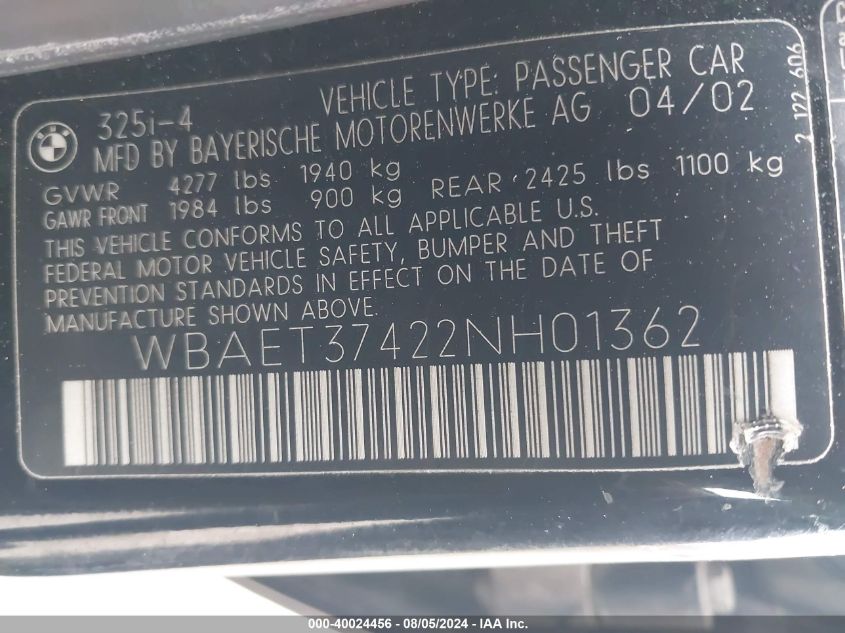 BMW
325i-4 VEHICLE TYPE: PASSENGER CAR
MFD BY BAYERISCHE MOTORENWERKE AG 04/02
GVWR 4277 lbs 1940 kg
GAWR FRONT 1984 lbs 900 kg REAR 2425 lbs 1100 kg
THIS VEHICLE CONFORMS TO ALL APPLICABLE U.S.
FEDERAL MOTOR VEHICLE SAFETY, BUMPER AND THEFT
PREVENTION STANDARDS IN EFFECT ON THE DATE OF
MANUFACTURE SHOWN ABOVE.
WBAET37422NH01362
2 122 606
000-40024456 - 08/05/2024 - IAA Inc.